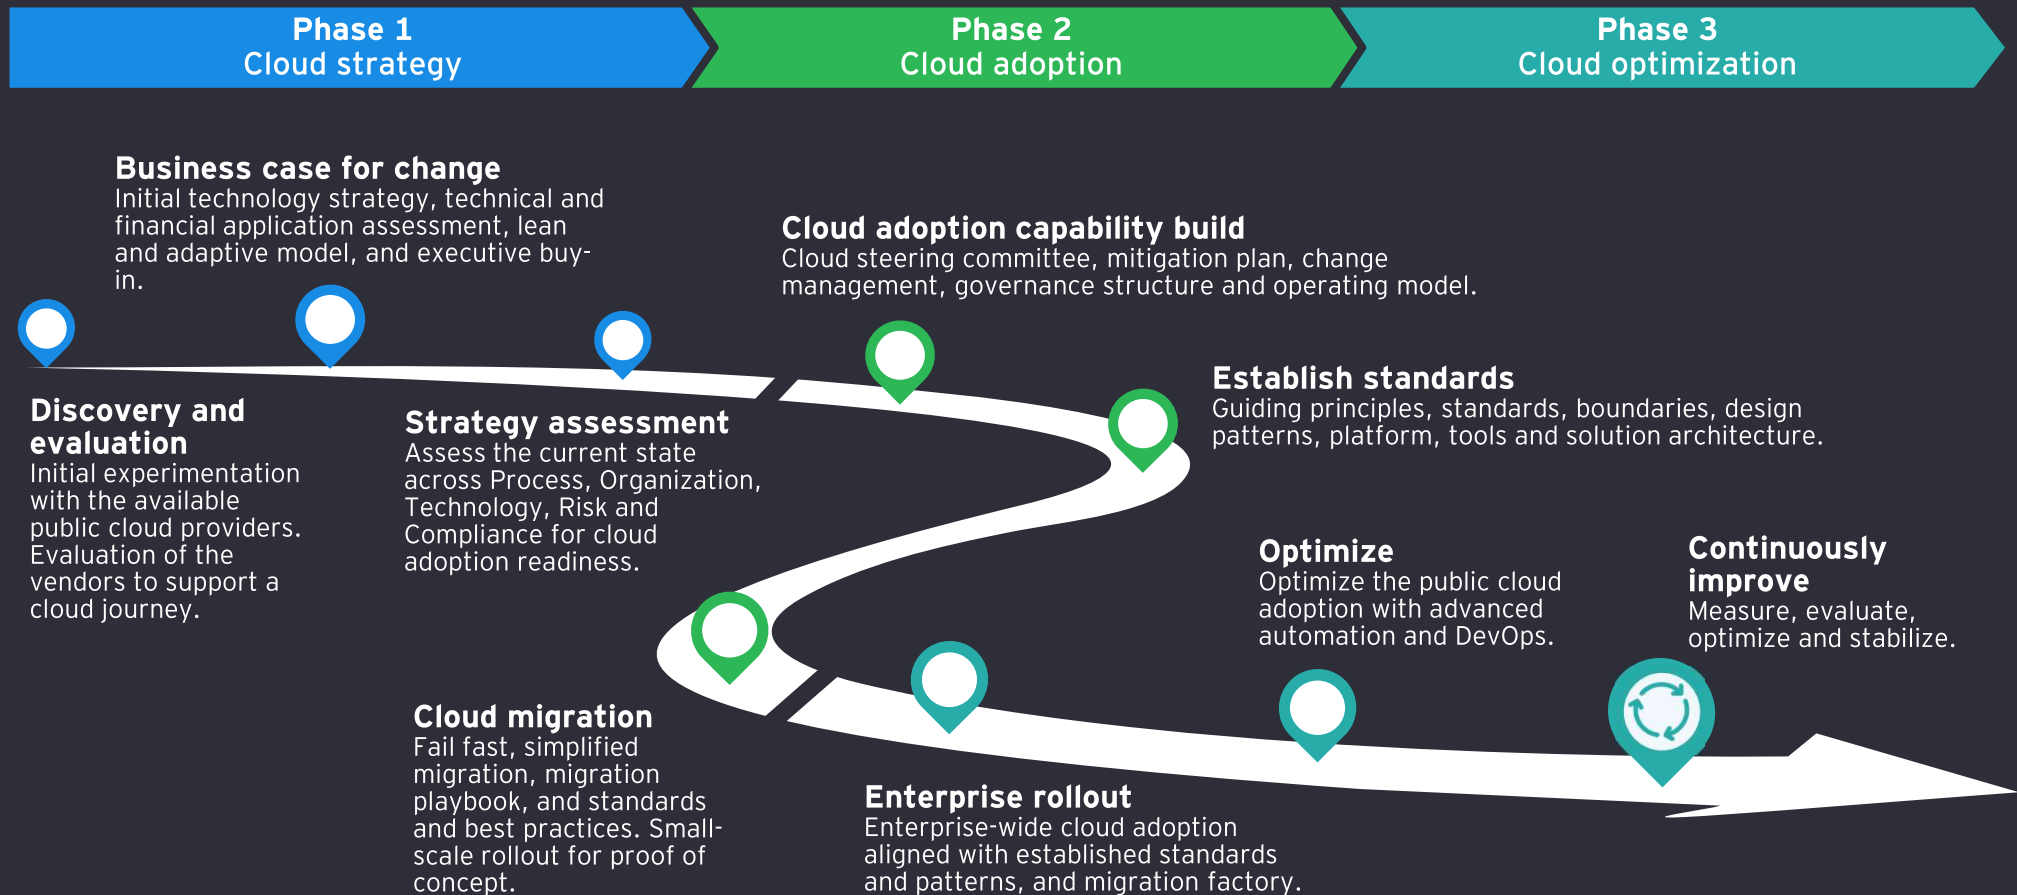 Phase 1
Cloud strategy
Phase 2
Cloud adoption
Phase 3
Cloud optimization
Business case for change
Initial technology strategy, technical and
financial application assessment, lean
and adaptive model, and executive buy-
in.
Discovery and
evaluation
Initial experimentation
with the available
public cloud providers.
Evaluation of the
vendors to support a
cloud journey.
Strategy assessment
Assess the current state
across Process, Organization,
Technology, Risk and
Compliance for cloud
adoption readiness.
Cloud adoption capability build
Cloud steering committee, mitigation plan, change
management, governance structure and operating model.
Establish standards
Guiding principles, standards, boundaries, design
patterns, platform, tools and solution architecture.
Cloud migration
Fail fast, simplified
migration, migration
playbook, and standards
and best practices. Small-
scale rollout for proof of
concept.
Enterprise rollout
Enterprise-wide cloud adoption
aligned with established standards
and patterns, and migration factory.
Optimize
Optimize the public cloud
adoption with advanced
automation and DevOps.
Continuously
improve
Measure, evaluate,
optimize and stabilize.